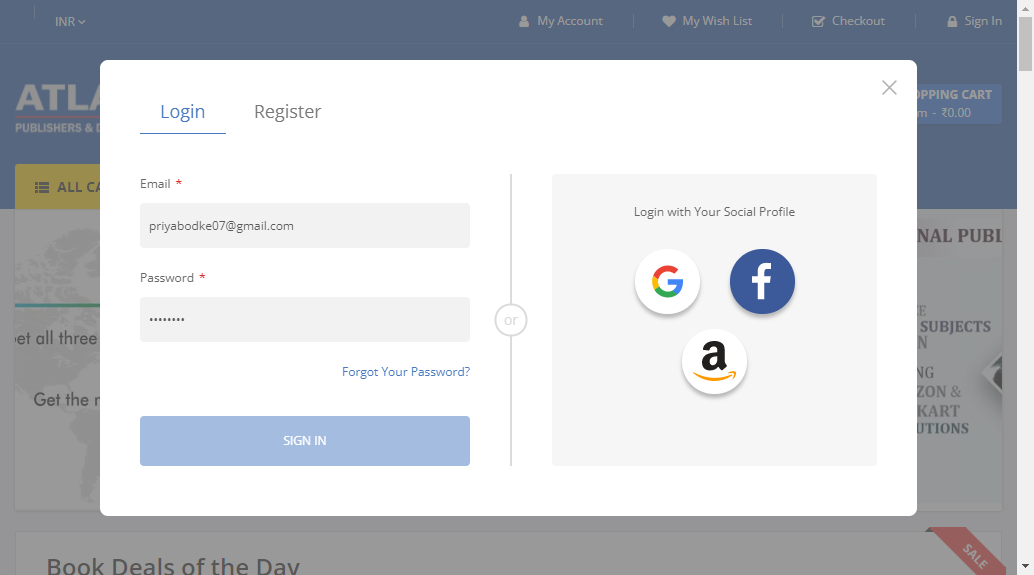 INR
My Account
My Wish List
Checkout
Sign In
ATLA
PUBLISHERS & D
OPPING CART
m - ₹0.00
ALL CA
Login
Register
Email *
priyabodke07@gmail.com
Password *
••••••••
Forgot Your Password?
SIGN IN
or
Login with Your Social Profile
et all three
Get the
NAL PUBL
SUBJECTS
N
NG
ZON &
KART
UTIONS
Book Deals of the Day
SALE